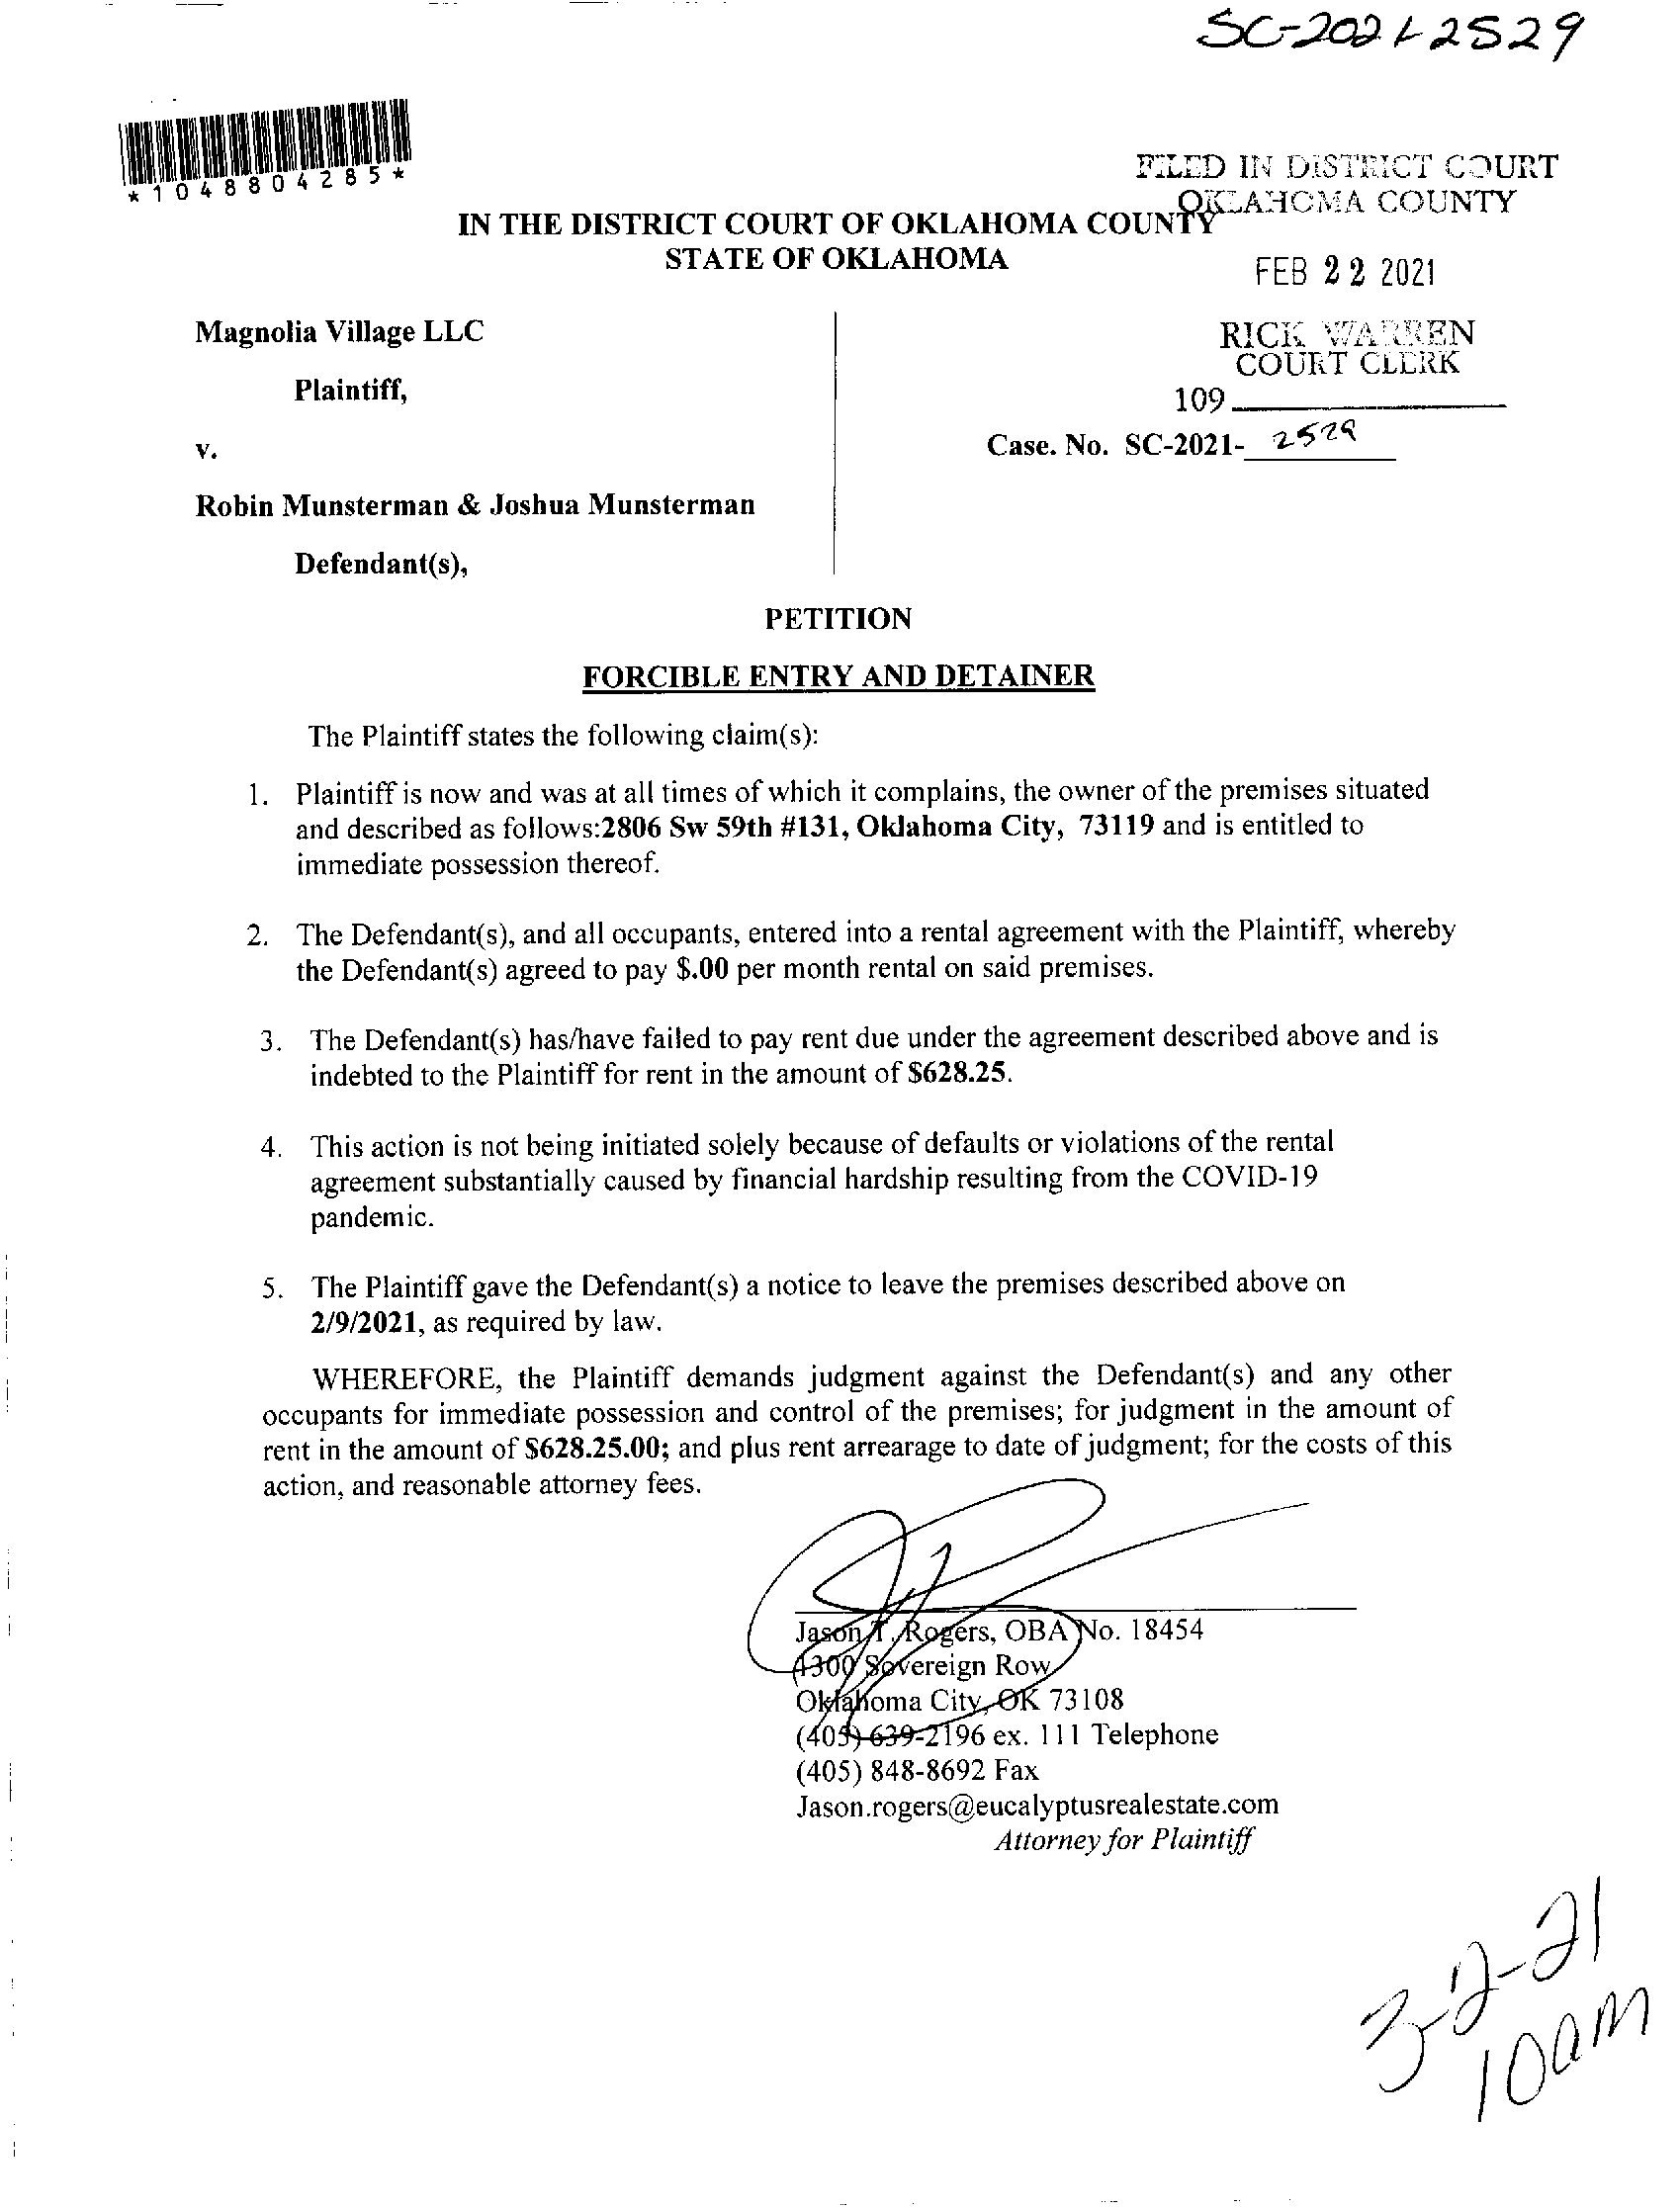 SC-2021-2529
*1048804285*
FILED IN DISTRICT COURT
OKLAHOMA COUNTY
IN THE DISTRICT COURT OF OKLAHOMA COUNTY
STATE OF OKLAHOMA
FEB 22 2021
Magnolia Village LLC
RICK WARREN
COURT CLERK
Plaintiff,
109
v.
Case. No. SC-2021- 2529
Robin Munsterman & Joshua Munsterman
Defendant(s),
PETITION
FORCIBLE ENTRY AND DETAINER
The Plaintiff states the following claim(s):
1. Plaintiff is now and was at all times of which it complains, the owner of the premises situated
and described as follows:2806 Sw 59th #131, Oklahoma City, 73119 and is entitled to
immediate possession thereof.
2. The Defendant(s), and all occupants, entered into a rental agreement with the Plaintiff, whereby
the Defendant(s) agreed to pay $.00 per month rental on said premises.
3. The Defendant(s) has/have failed to pay rent due under the agreement described above and is
indebted to the Plaintiff for rent in the amount of $628.25.
4. This action is not being initiated solely because of defaults or violations of the rental
agreement substantially caused by financial hardship resulting from the COVID-19
pandemic.
5. The Plaintiff gave the Defendant(s) a notice to leave the premises described above on
2/9/2021, as required by law.
WHEREFORE, the Plaintiff demands judgment against the Defendant(s) and any other
occupants for immediate possession and control of the premises; for judgment in the amount of
rent in the amount of $628.25.00; and plus rent arrearage to date of judgment; for the costs of this
action, and reasonable attorney fees.
Jason T. Rogers, OBA No. 18454
4300 Sovereign Row
Oklahoma City, OK 73108
(405) 639-2196 ex. 111 Telephone
(405) 848-8692 Fax
Jason.rogers@eucalyptusrealestate.com
Attorney for Plaintiff
3-2-21
10am